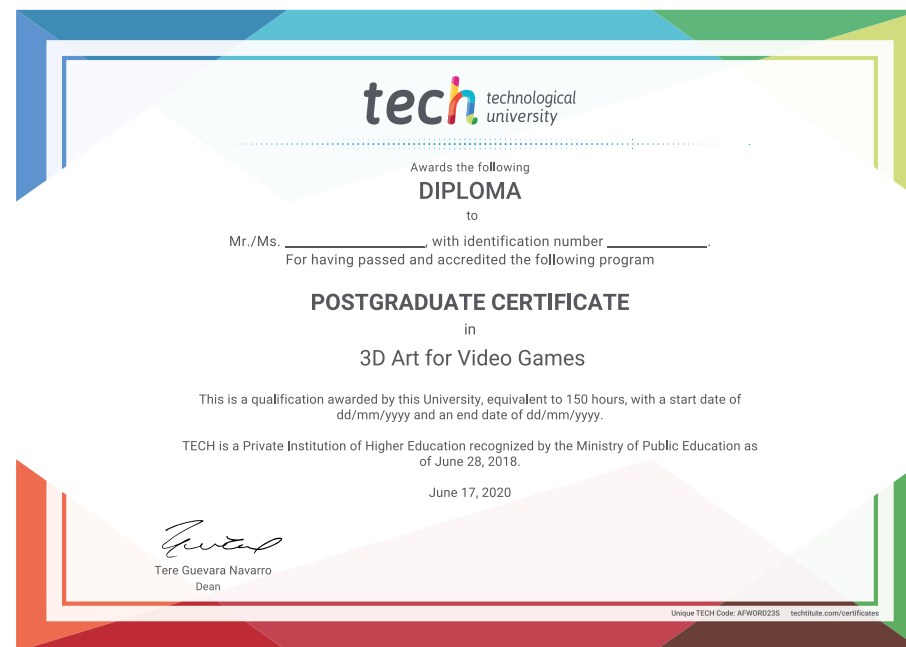 tech technological
university
Awards the following
DIPLOMA
to
Mr./Ms. ____________, with identification number _________.
For having passed and accredited the following program
POSTGRADUATE CERTIFICATE
in
3D Art for Video Games
This is a qualification awarded by this University, equivalent to 150 hours, with a start date of
dd/mm/yyyy and an end date of dd/mm/yyyy.
TECH is a Private Institution of Higher Education recognized by the Ministry of Public Education as
of June 28, 2018.
June 17, 2020
Tere Guevara Navarro
Dean
Unique TECH Code: AFWORD23S techtitute.com/certificates